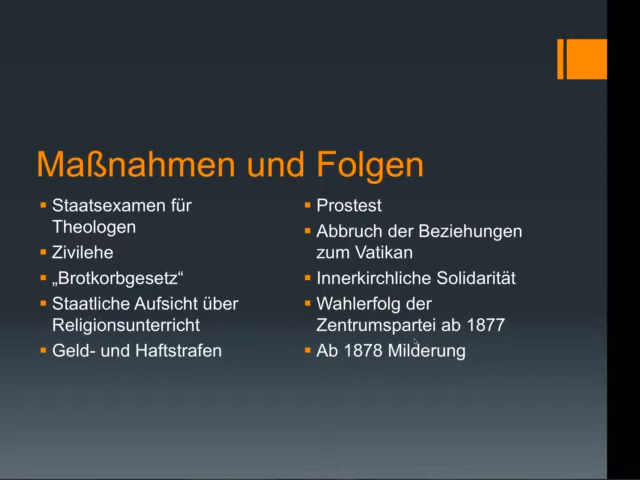 Maßnahmen und Folgen
Staatsexamen für
Theologen
Zivilehe
„Brotkorbgesetz“
Staatliche Aufsicht über
Religionsunterricht
Geld- und Haftstrafen
Prostest
Abbruch der Beziehungen
zum Vatikan
Innerkirchliche Solidarität
Wahlerfolg der
Zentrumspartei ab 1877
Ab 1878 Milderung